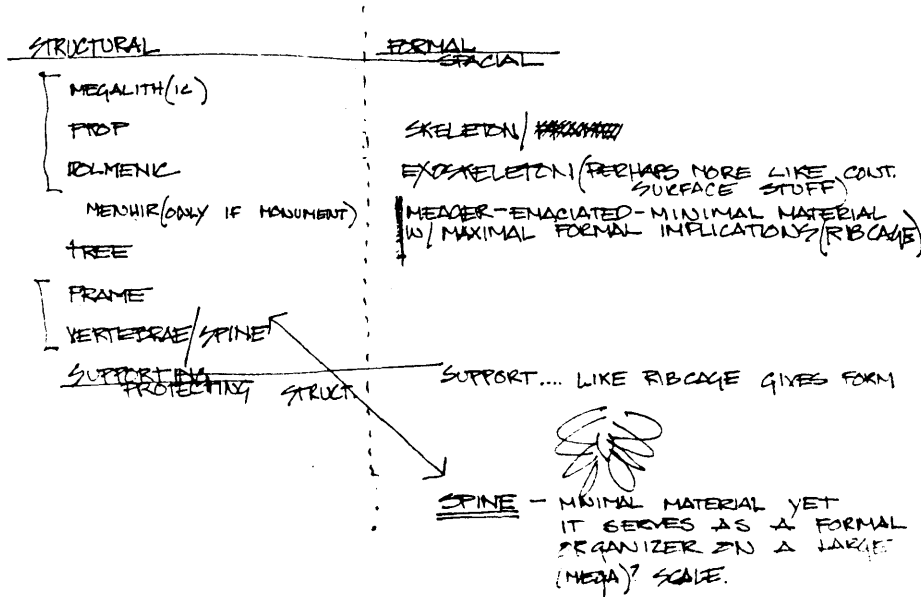 STRUCTURAL
FORMAL
SPACIAL
MEGALITH(IC)
PROP
SKELETON/
DOLMENIC
EXOSKELETON (PERHAPS MORE LIKE CONT.
SURFACE STUFF)
MENHIR (ONLY IF MONUMENT)
MEAGER-EMACIATED-MINIMAL MATERIAL
W/ MAXIMAL FORMAL IMPLICATIONS (RIBCAGE)
TREE
FRAME
VERTEBRAE/SPINE
SUPPORTING
PROTECTING STRUCT.
SUPPORT.... LIKE RIBCAGE GIVES FORM
SPINE - MINIMAL MATERIAL YET
IT SERVES AS A FORMAL
ORGANIZER ON A LARGE
(MEGA)? SCALE.